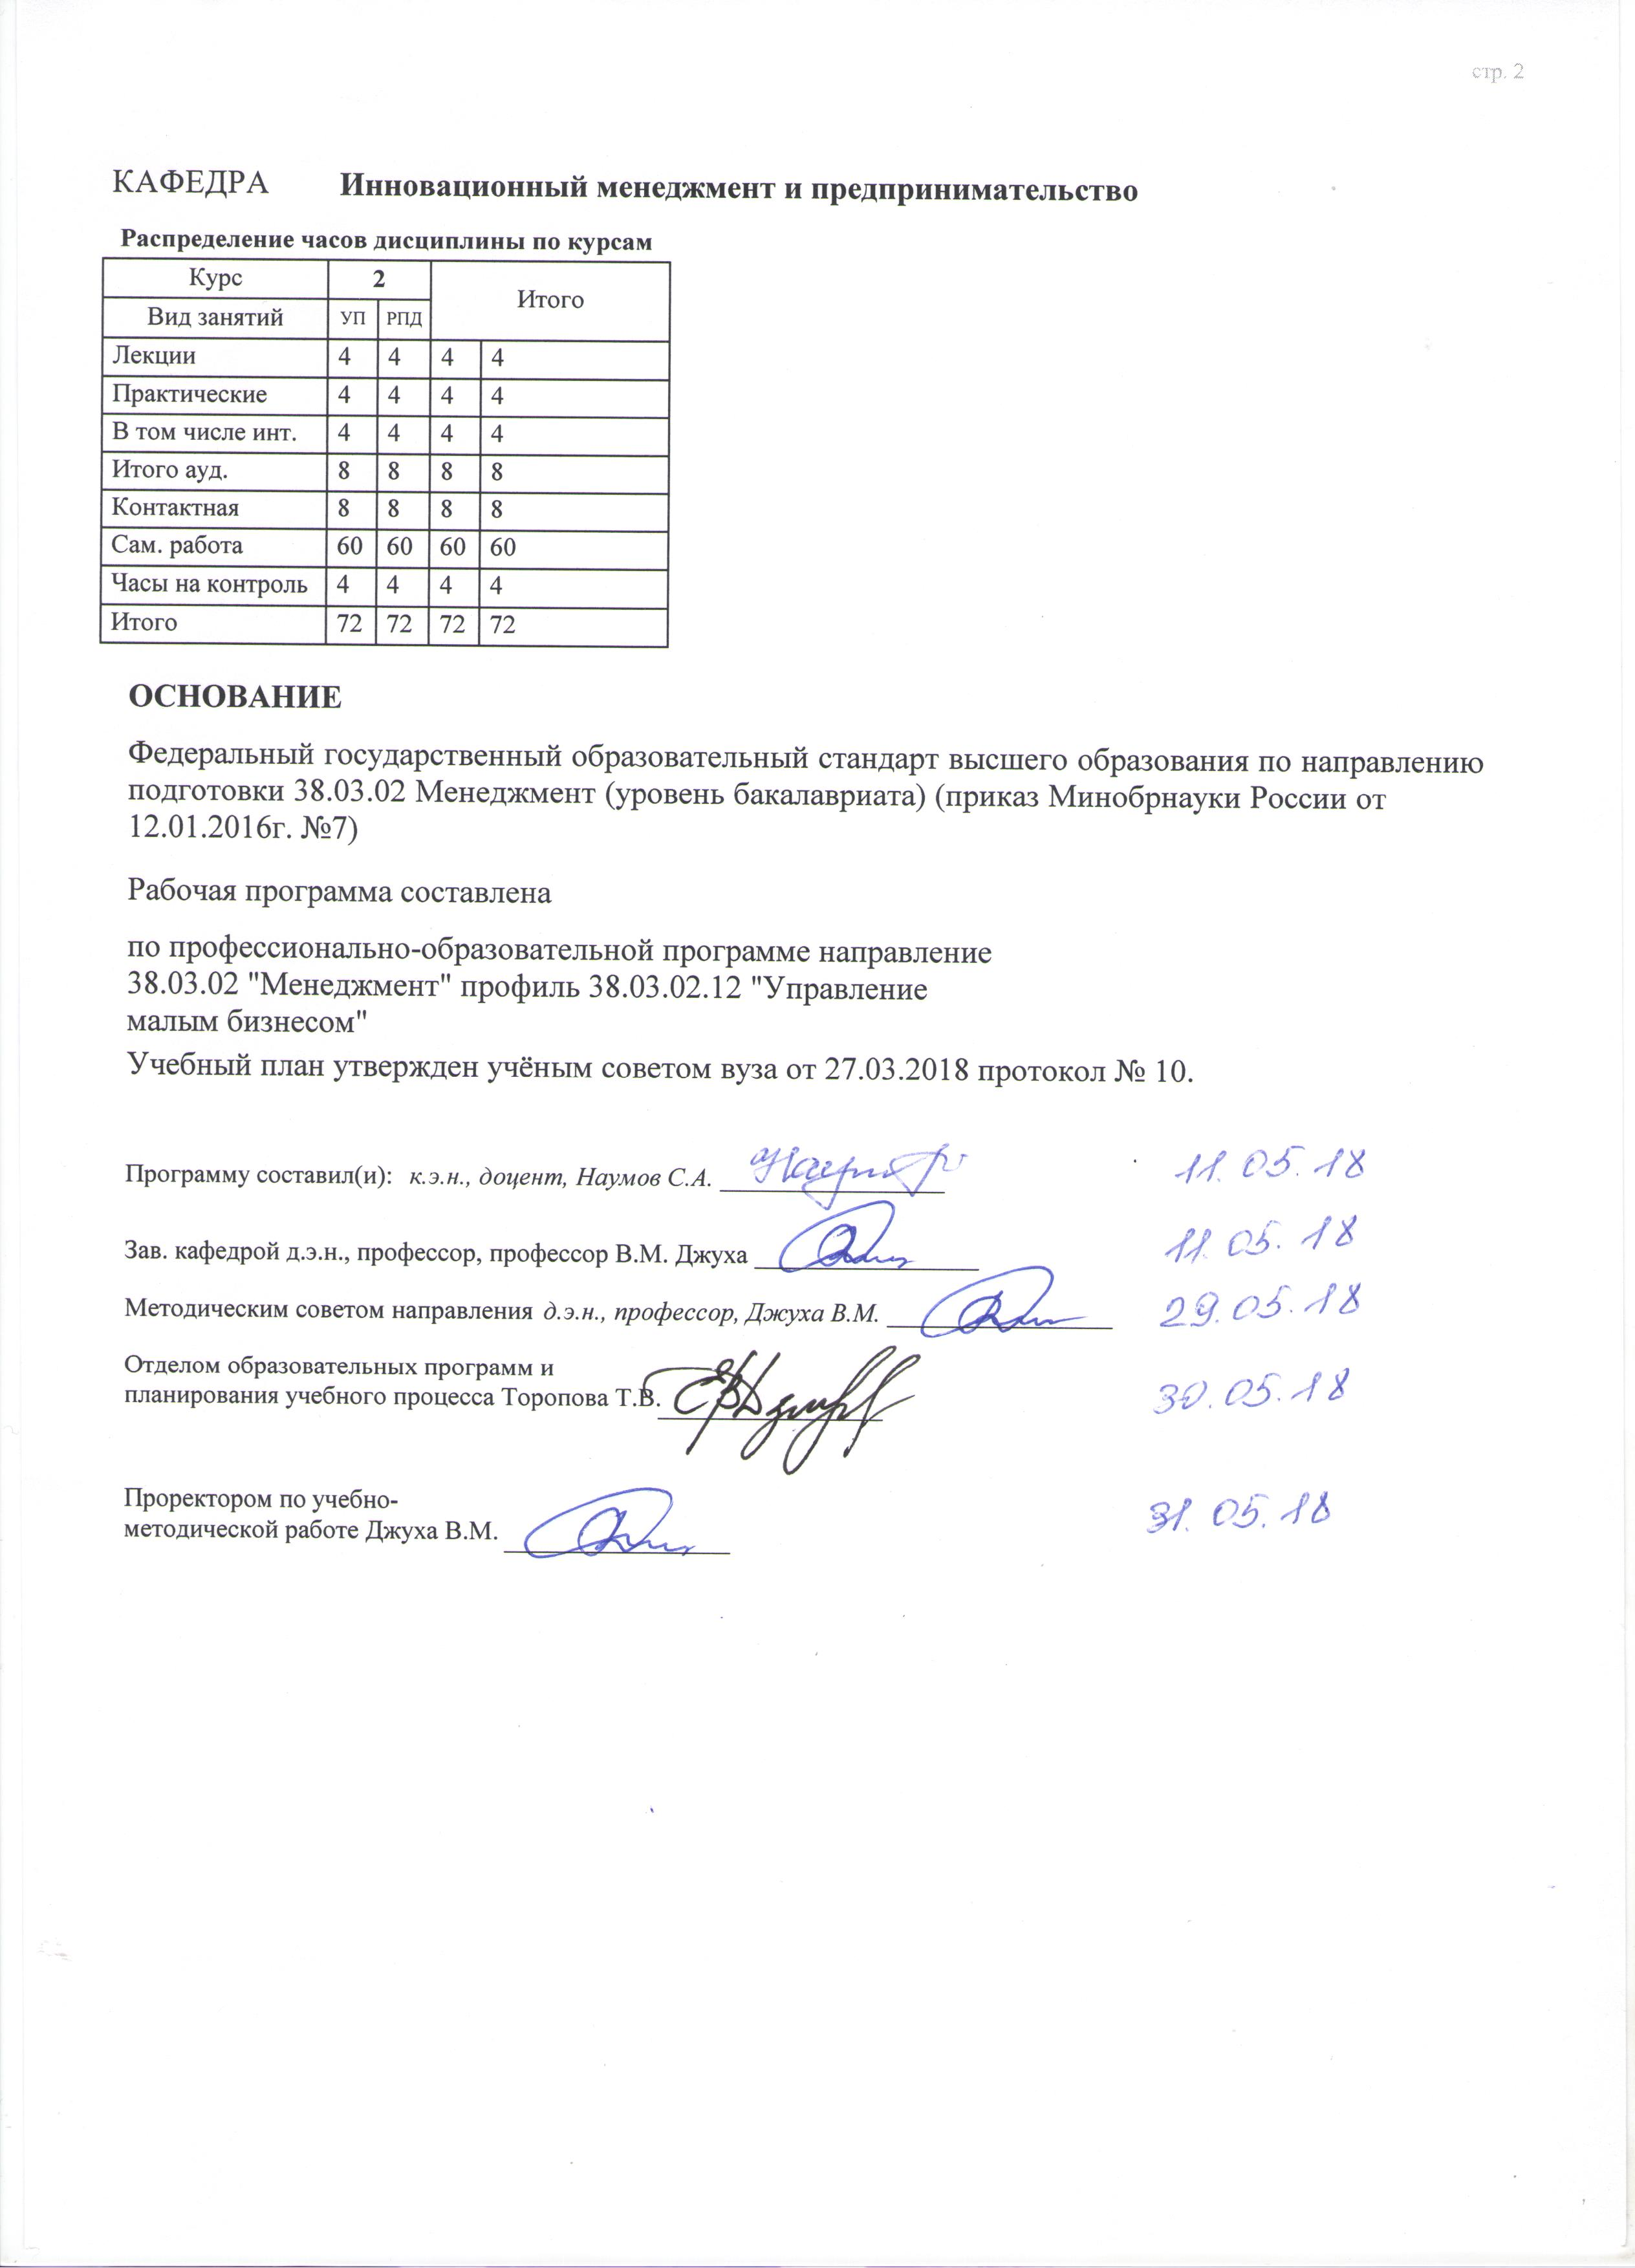 стр. 2
КАФЕДРА Инновационный менеджмент и предпринимательство
Распределение часов дисциплины по курсам
Курс 2 Итого
Вид занятий УП РПД
Лекции 4 4 4 4
Практические 4 4 4 4
В том числе инт. 4 4 4 4
Итого ауд. 8 8 8 8
Контактная 8 8 8 8
Сам. работа 60 60 60 60
Часы на контроль 4 4 4 4
Итого 72 72 72 72
ОСНОВАНИЕ
Федеральный государственный образовательный стандарт высшего образования по направлению
подготовки 38.03.02 Менеджмент (уровень бакалавриата) (приказ Минобрнауки России от
12.01.2016г. №7)
Рабочая программа составлена
по профессионально-образовательной программе направление
38.03.02 "Менеджмент" профиль 38.03.02.12 "Управление
малым бизнесом"
Учебный план утвержден учёным советом вуза от 27.03.2018 протокол № 10.
Программу составил(и): к.э.н., доцент, Наумов С.А. 11.05.18
Зав. кафедрой д.э.н., профессор, профессор В.М. Джуха 11.05.18
Методическим советом направления д.э.н., профессор, Джуха В.М. 29.05.18
Отделом образовательных программ и
планирования учебного процесса Торопова Т.В. 30.05.18
Проректором по учебно-
методической работе Джуха В.М. 31.05.18